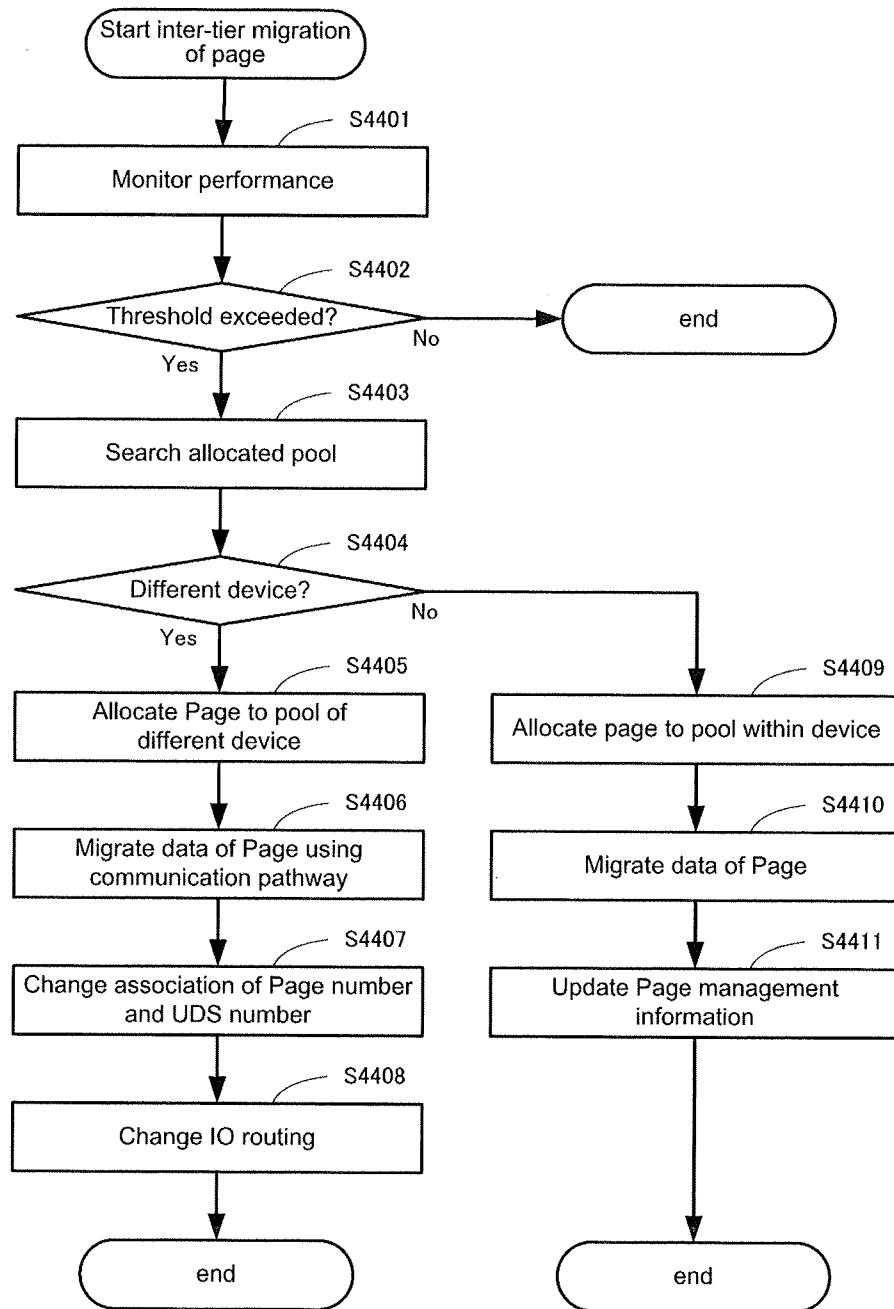 Start inter-tier migration
of page
S4401
Monitor performance
S4402
Threshold exceeded?
No
end
Yes
S4403
Search allocated pool
S4404
Different device?
No
Yes
S4405
Allocate Page to pool of
different device
S4406
Migrate data of Page using
communication pathway
S4407
Change association of Page number
and UDS number
S4408
Change IO routing
end
S4409
Allocate page to pool within device
S4410
Migrate data of Page
S4411
Update Page management
information
end